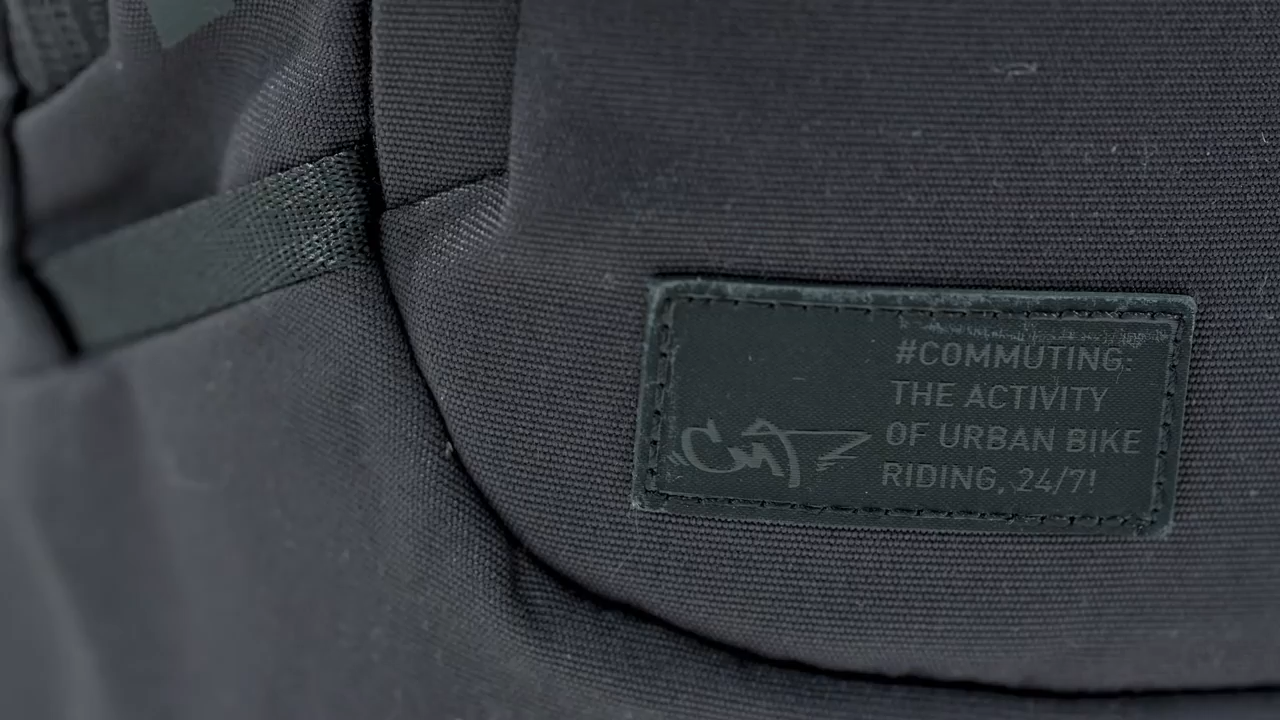 #COMMUTING:
THE ACTIVITY
OF URBAN BIKE
RIDING, 24/7!